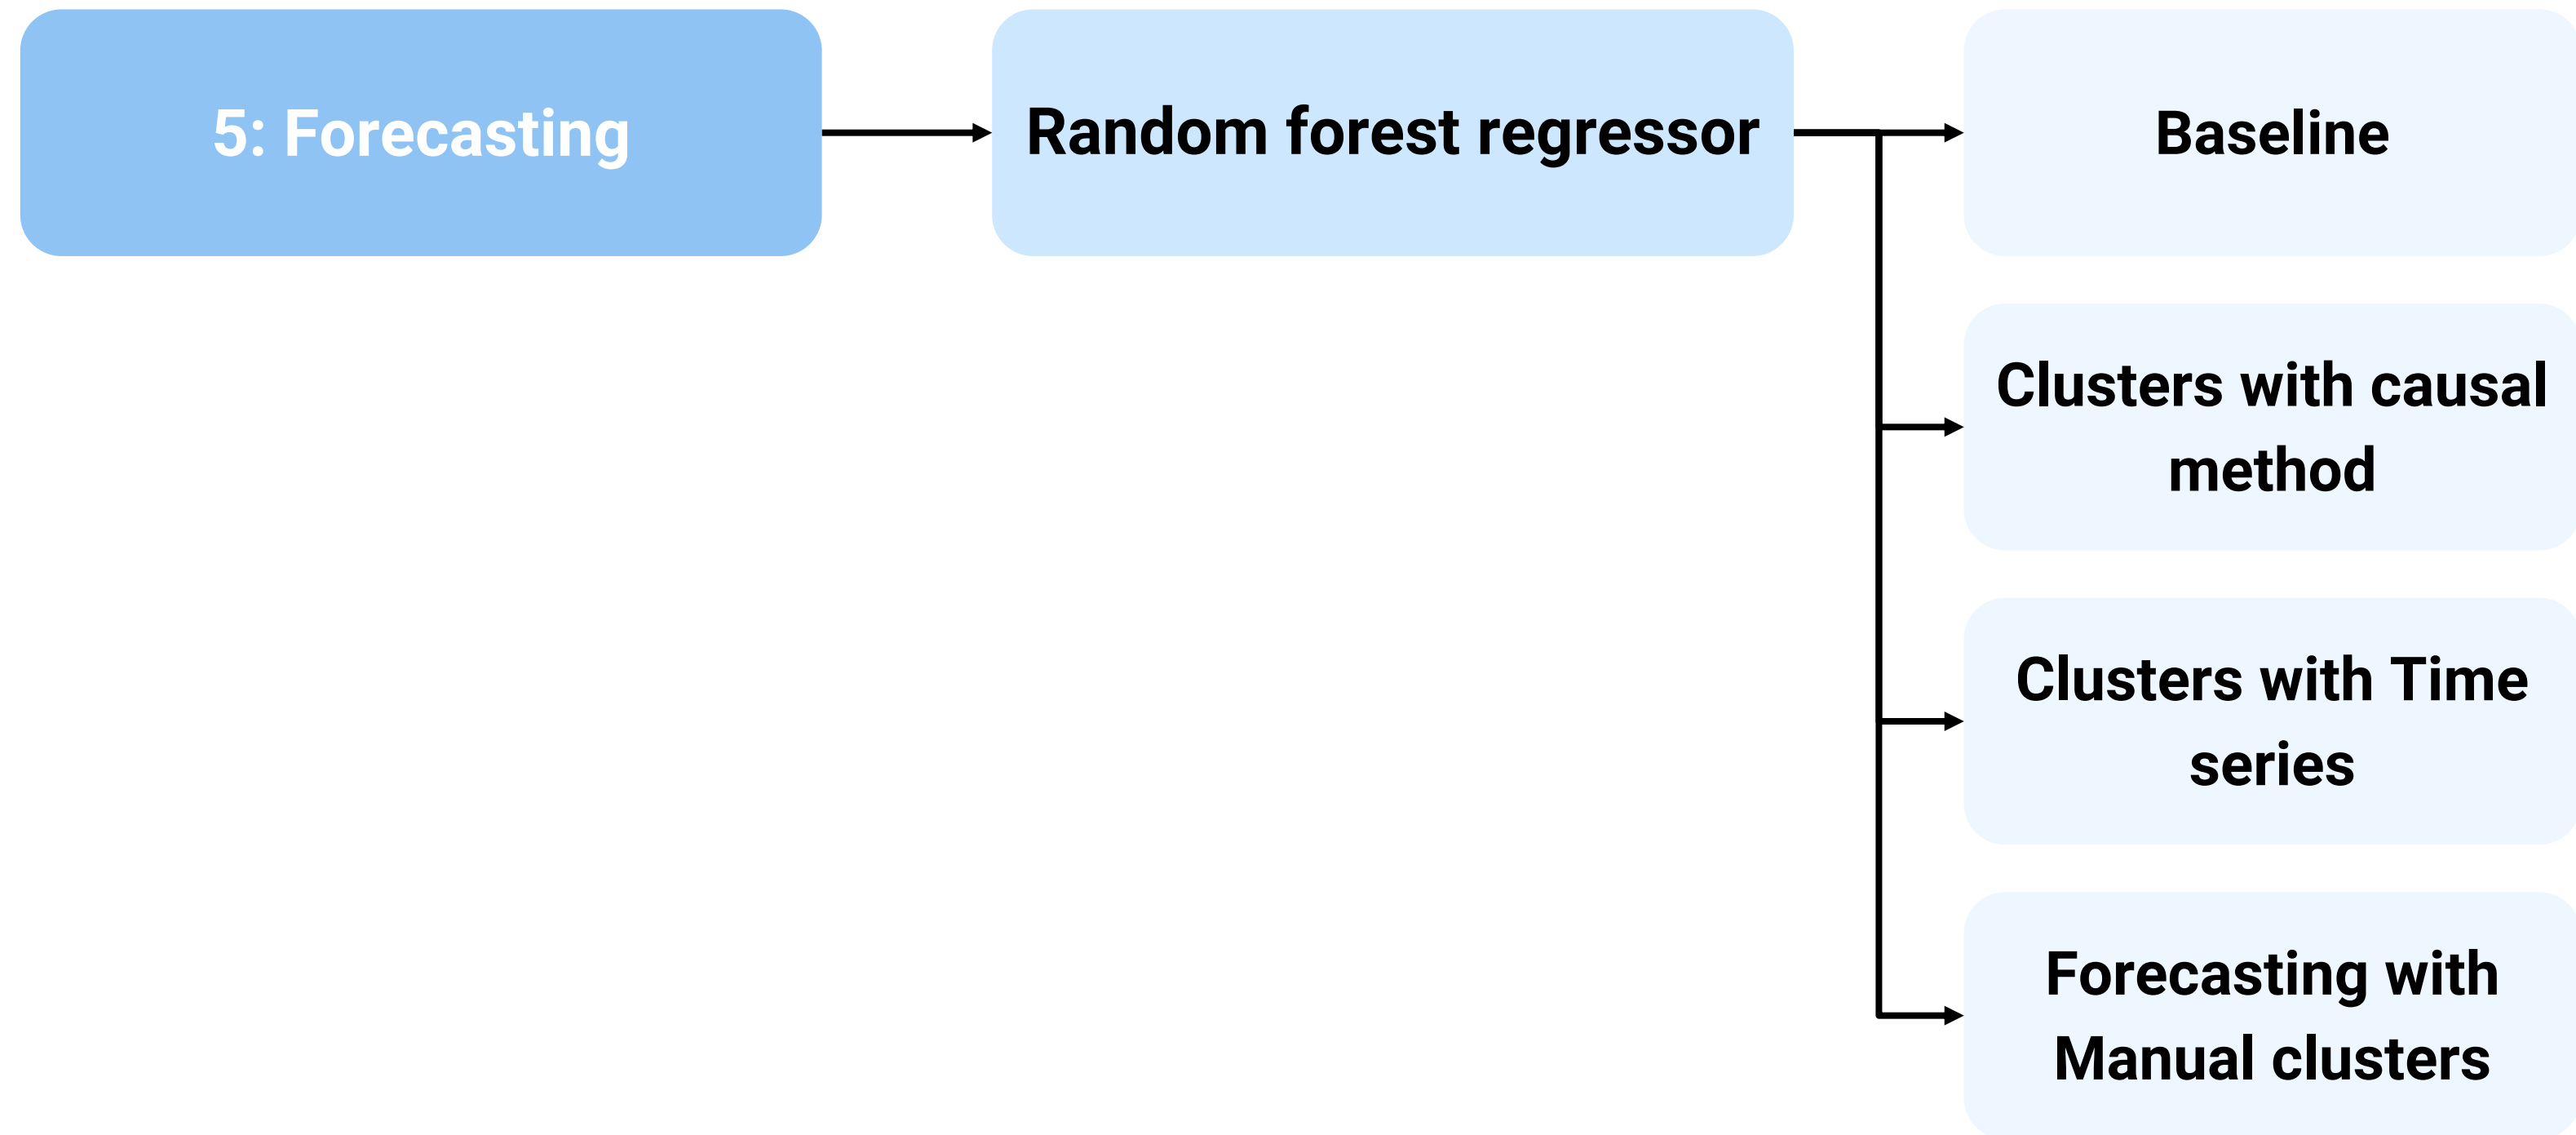 5: Forecasting
Random forest regressor
Baseline
Clusters with causal
method
Clusters with Time
series
Forecasting with
Manual clusters